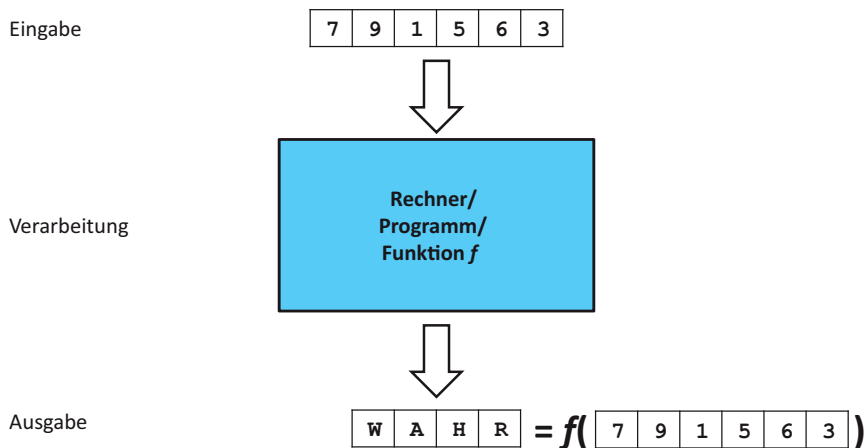 Eingabe 7 9 1 5 6 3
Verarbeitung
Rechner/
Programm/
Funktion f
Ausgabe W A H R = f( 7 9 1 5 6 3 )